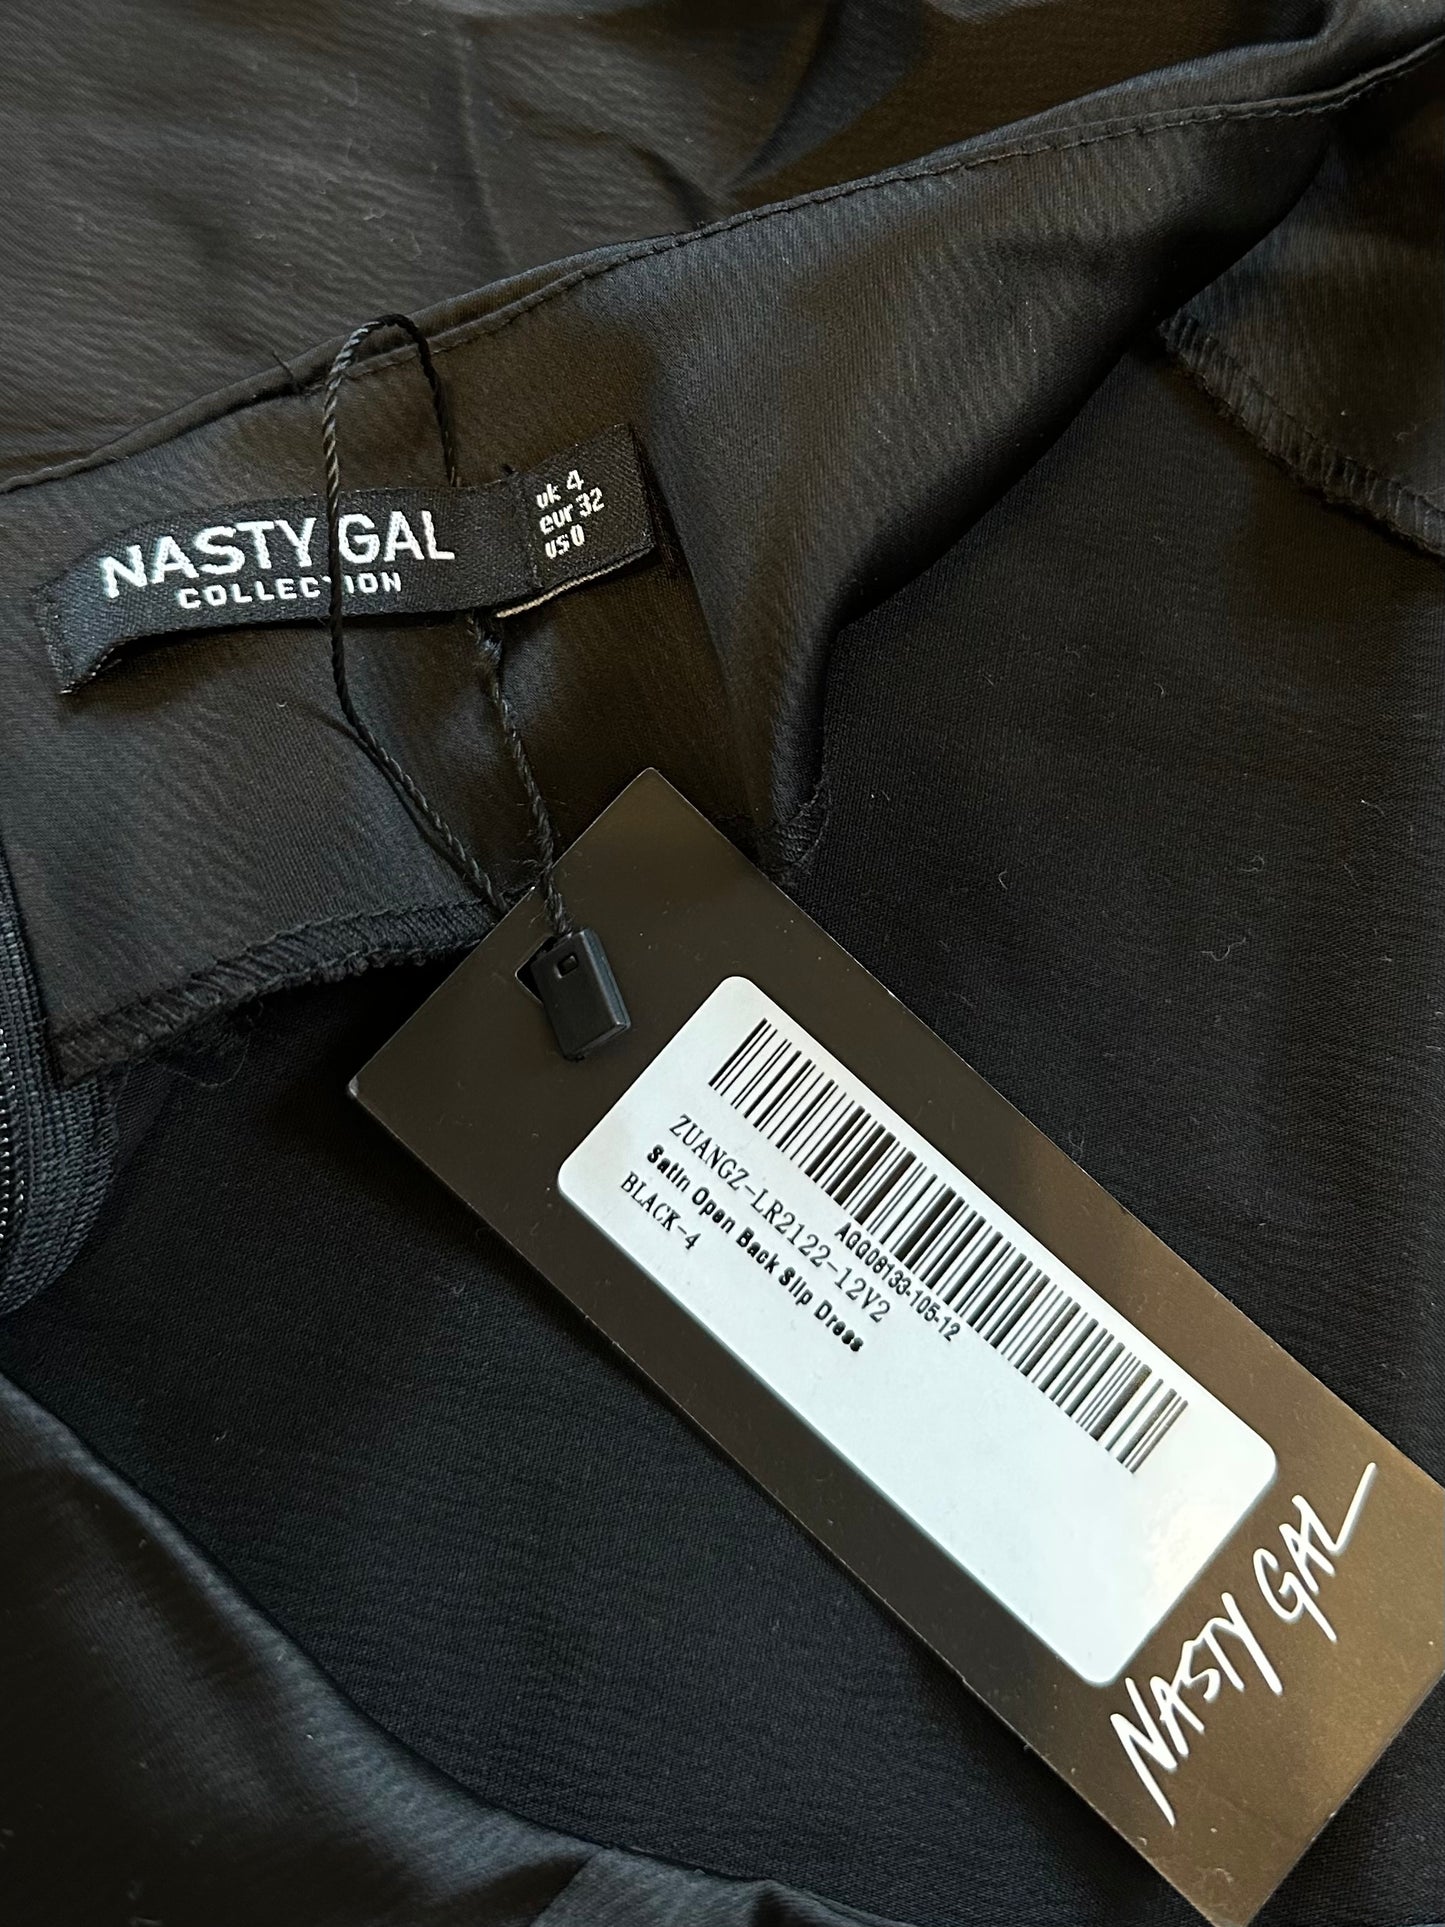 NASTY GAL
COLLECTION
uk 4
eur 32
us 0
AGG08133-105-12
ZUANGZ-LR2122-12V2
Satin Open Back Slip Dress
BLACK-4
NASTY GAL